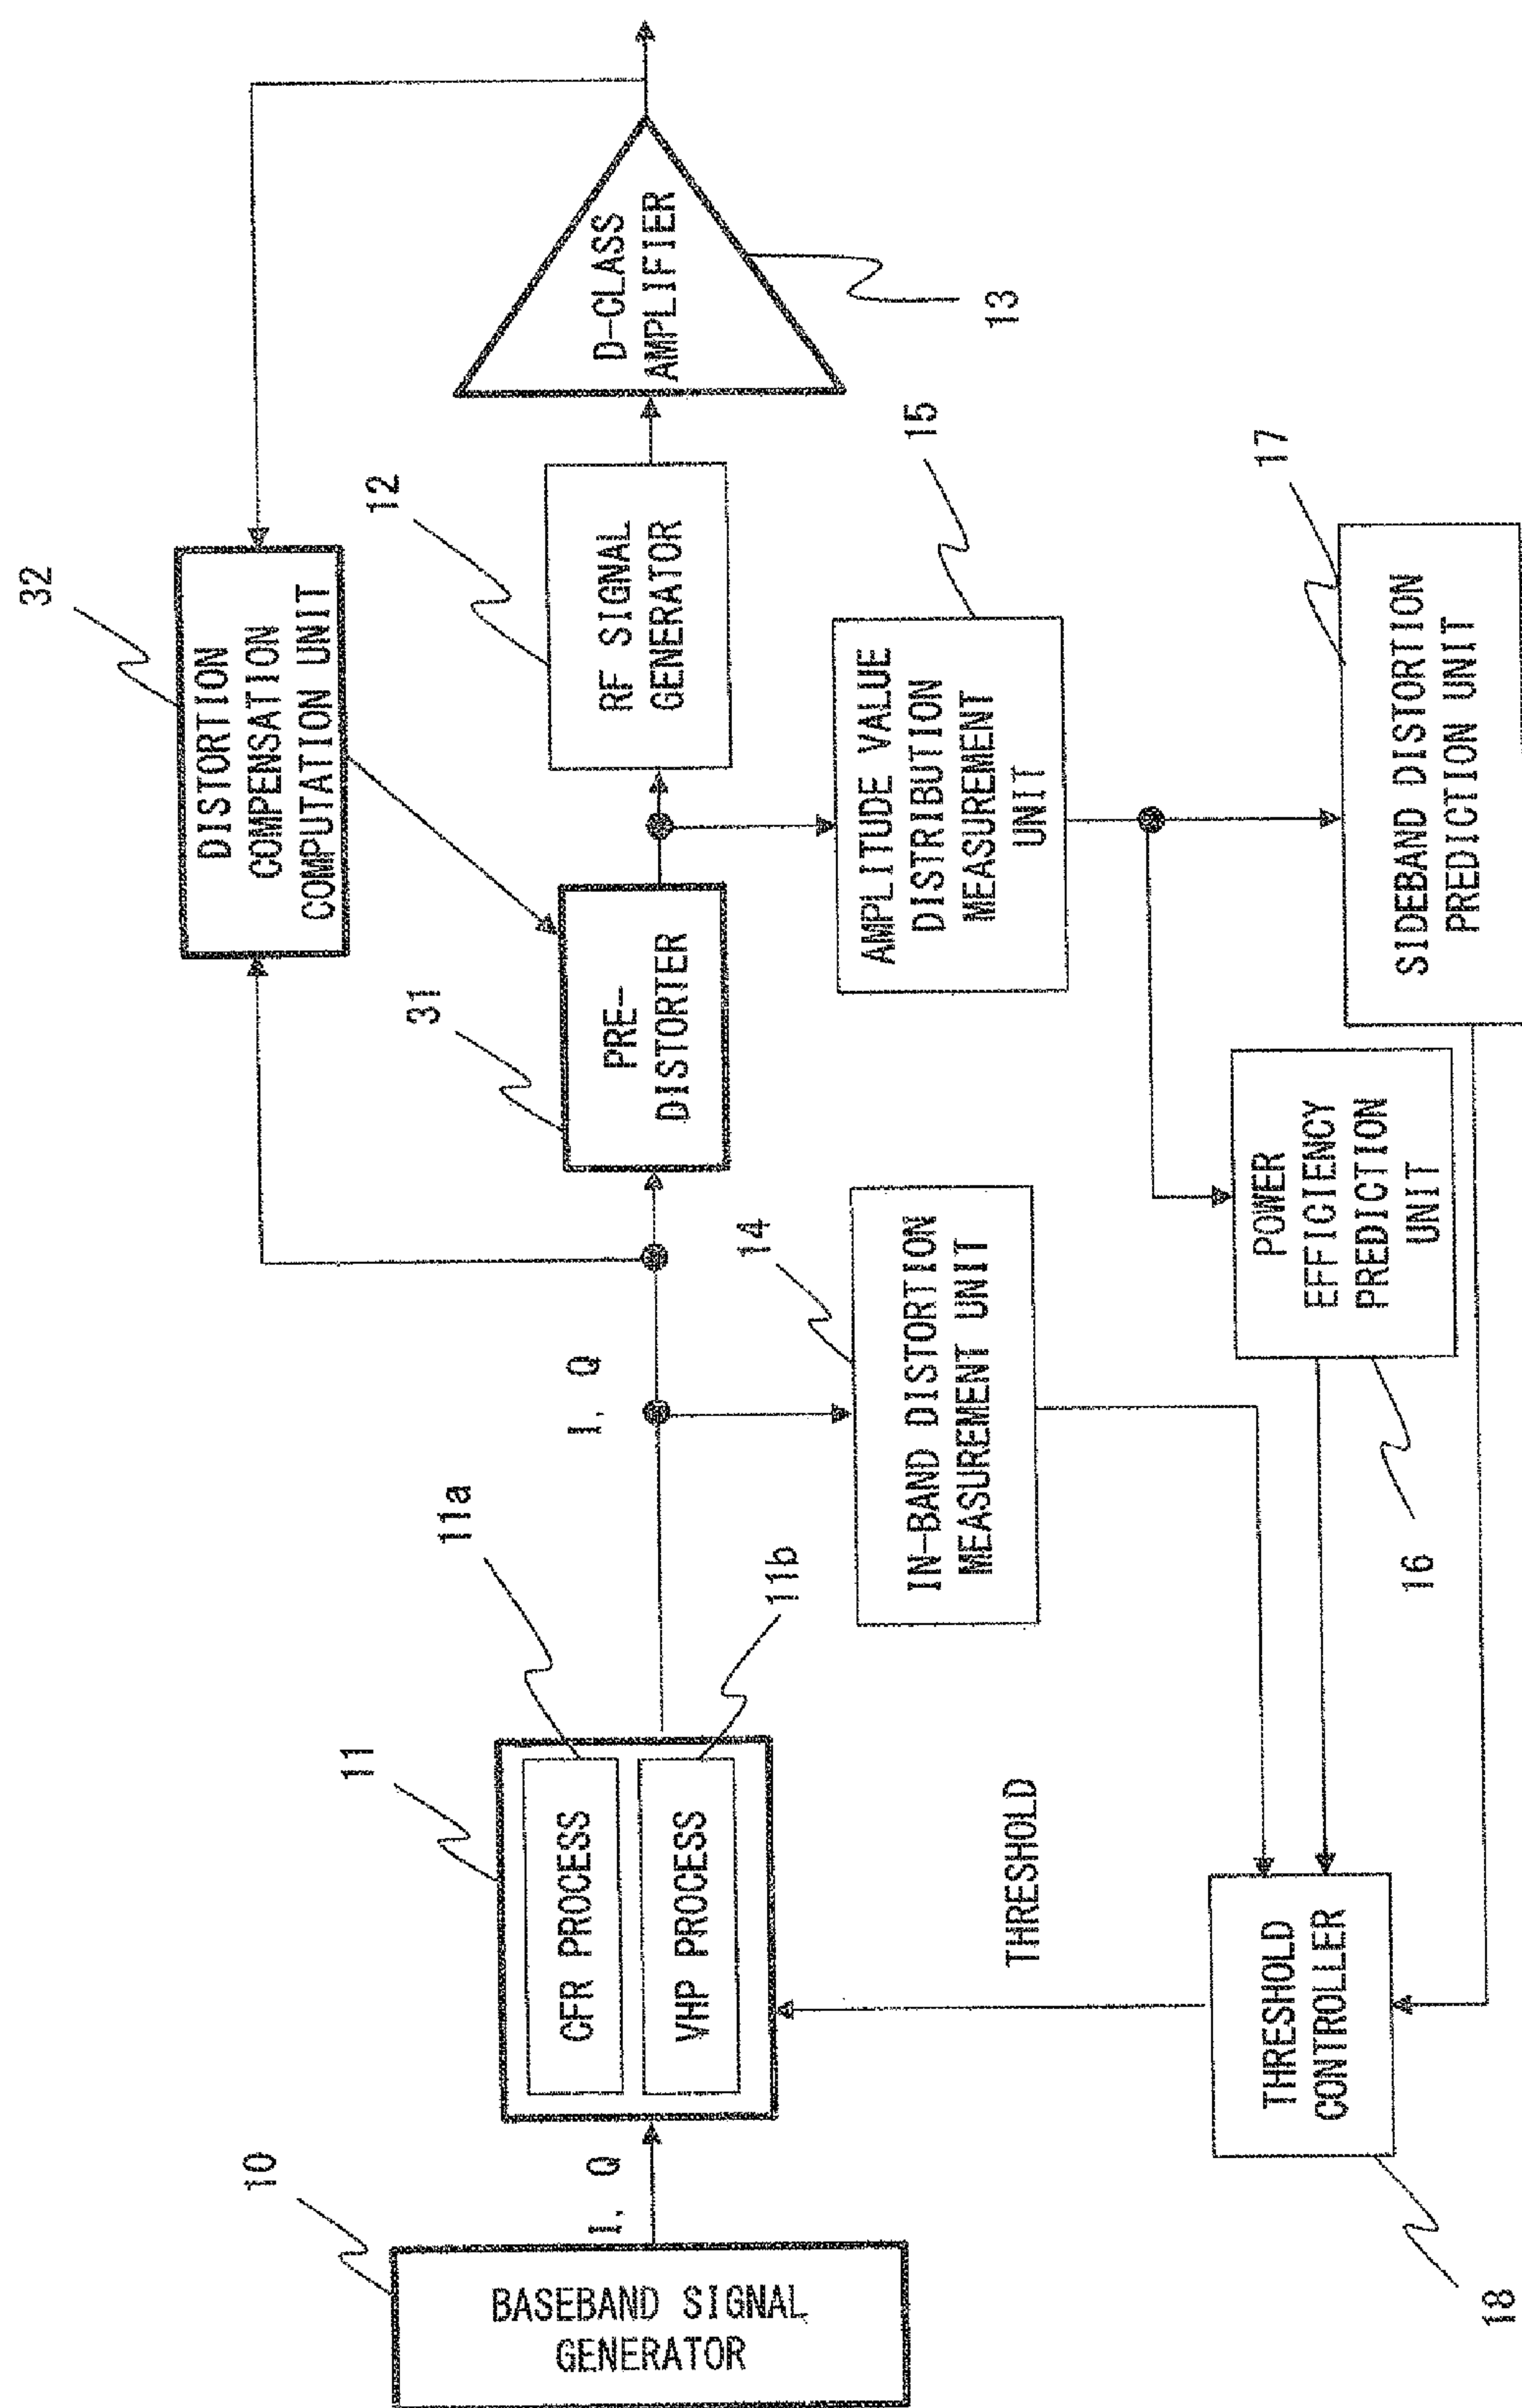 32
DISTORTION
COMPENSATION
COMPUTATION UNIT
10
BASEBAND SIGNAL
GENERATOR
I, Q
11
CFR PROCESS
11a
VHP PROCESS
11b
I, Q
31
PRE-
DISTORTER
12
RF SIGNAL
GENERATOR
D-CLASS
AMPLIFIER
13
14
IN-BAND DISTORTION
MEASUREMENT UNIT
15
AMPLITUDE VALUE
DISTRIBUTION
MEASUREMENT
UNIT
THRESHOLD
THRESHOLD
CONTROLLER
18
POWER
EFFICIENCY
PREDICTION
UNIT
16
17
SIDEBAND DISTORTION
PREDICTION UNIT